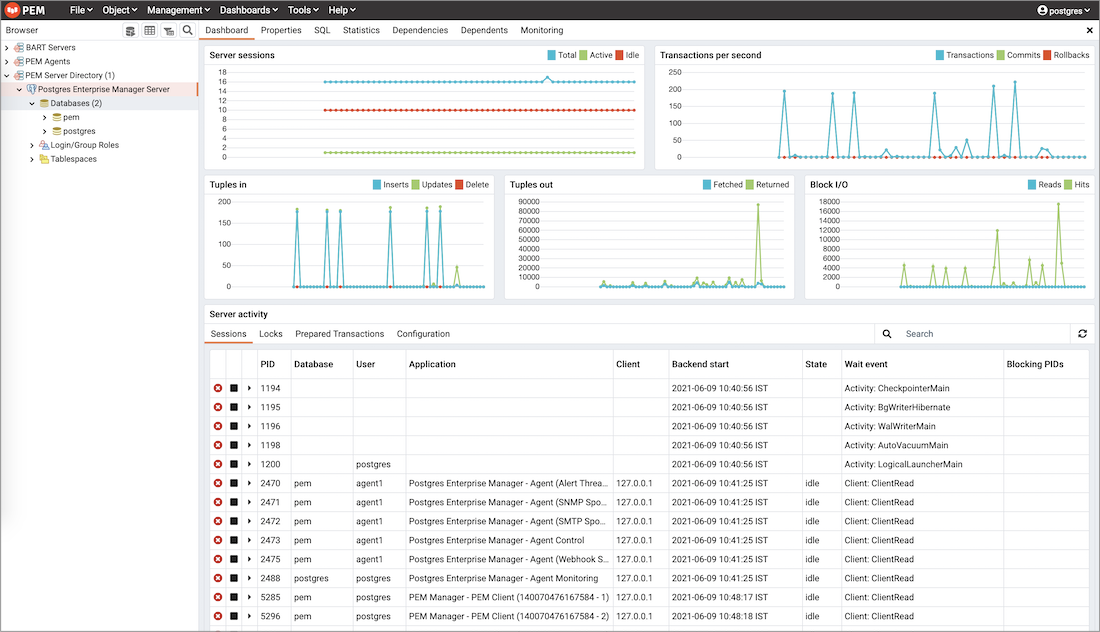 PEM File Object Management Dashboards Tools Help postgres
Browser
BART Servers
PEM Agents
PEM Server Directory (1)
Postgres Enterprise Manager Server
Databases (2)
pem
postgres
Login/Group Roles
Tablespaces
Dashboard Properties SQL Statistics Dependencies Dependents Monitoring
Server sessions Total Active Idle
18
16
14
12
10
8
6
4
2
0
Transactions per second Transactions Commits Rollbacks
250
200
150
100
50
0
Tuples in Inserts Updates Delete
200
150
100
50
0
Tuples out Fetched Returned
90000
80000
70000
60000
50000
40000
30000
20000
10000
0
Block I/O Reads Hits
18000
16000
14000
12000
10000
8000
6000
4000
2000
0
Server activity
Sessions Locks Prepared Transactions Configuration Search
PID Database User Application Client Backend start State Wait event Blocking PIDs
1194 2021-06-09 10:40:56 IST Activity: CheckpointerMain
1195 2021-06-09 10:40:56 IST Activity: BgWriterHibernate
1196 2021-06-09 10:40:56 IST Activity: WalWriterMain
1198 2021-06-09 10:40:56 IST Activity: AutoVacuumMain
1200 postgres 2021-06-09 10:40:56 IST Activity: LogicalLauncherMain
2470 pem agent1 Postgres Enterprise Manager - Agent (Alert Threa... 127.0.0.1 2021-06-09 10:41:25 IST idle Client: ClientRead
2471 pem agent1 Postgres Enterprise Manager - Agent (SNMP Spo... 127.0.0.1 2021-06-09 10:41:25 IST idle Client: ClientRead
2472 pem agent1 Postgres Enterprise Manager - Agent (SMTP Spo... 127.0.0.1 2021-06-09 10:41:25 IST idle Client: ClientRead
2473 pem agent1 Postgres Enterprise Manager - Agent Control 127.0.0.1 2021-06-09 10:41:25 IST idle Client: ClientRead
2475 pem agent1 Postgres Enterprise Manager - Agent (Webhook S... 127.0.0.1 2021-06-09 10:41:25 IST idle Client: ClientRead
2488 postgres postgres Postgres Enterprise Manager - Agent Monitoring 127.0.0.1 2021-06-09 10:41:25 IST idle Client: ClientRead
5285 pem postgres PEM Manager - PEM Client (140070476167584 - 1) 127.0.0.1 2021-06-09 10:48:17 IST idle Client: ClientRead
5296 pem postgres PEM Manager - PEM Client (140070476167584 - 2) 127.0.0.1 2021-06-09 10:48:18 IST idle Client: ClientRead